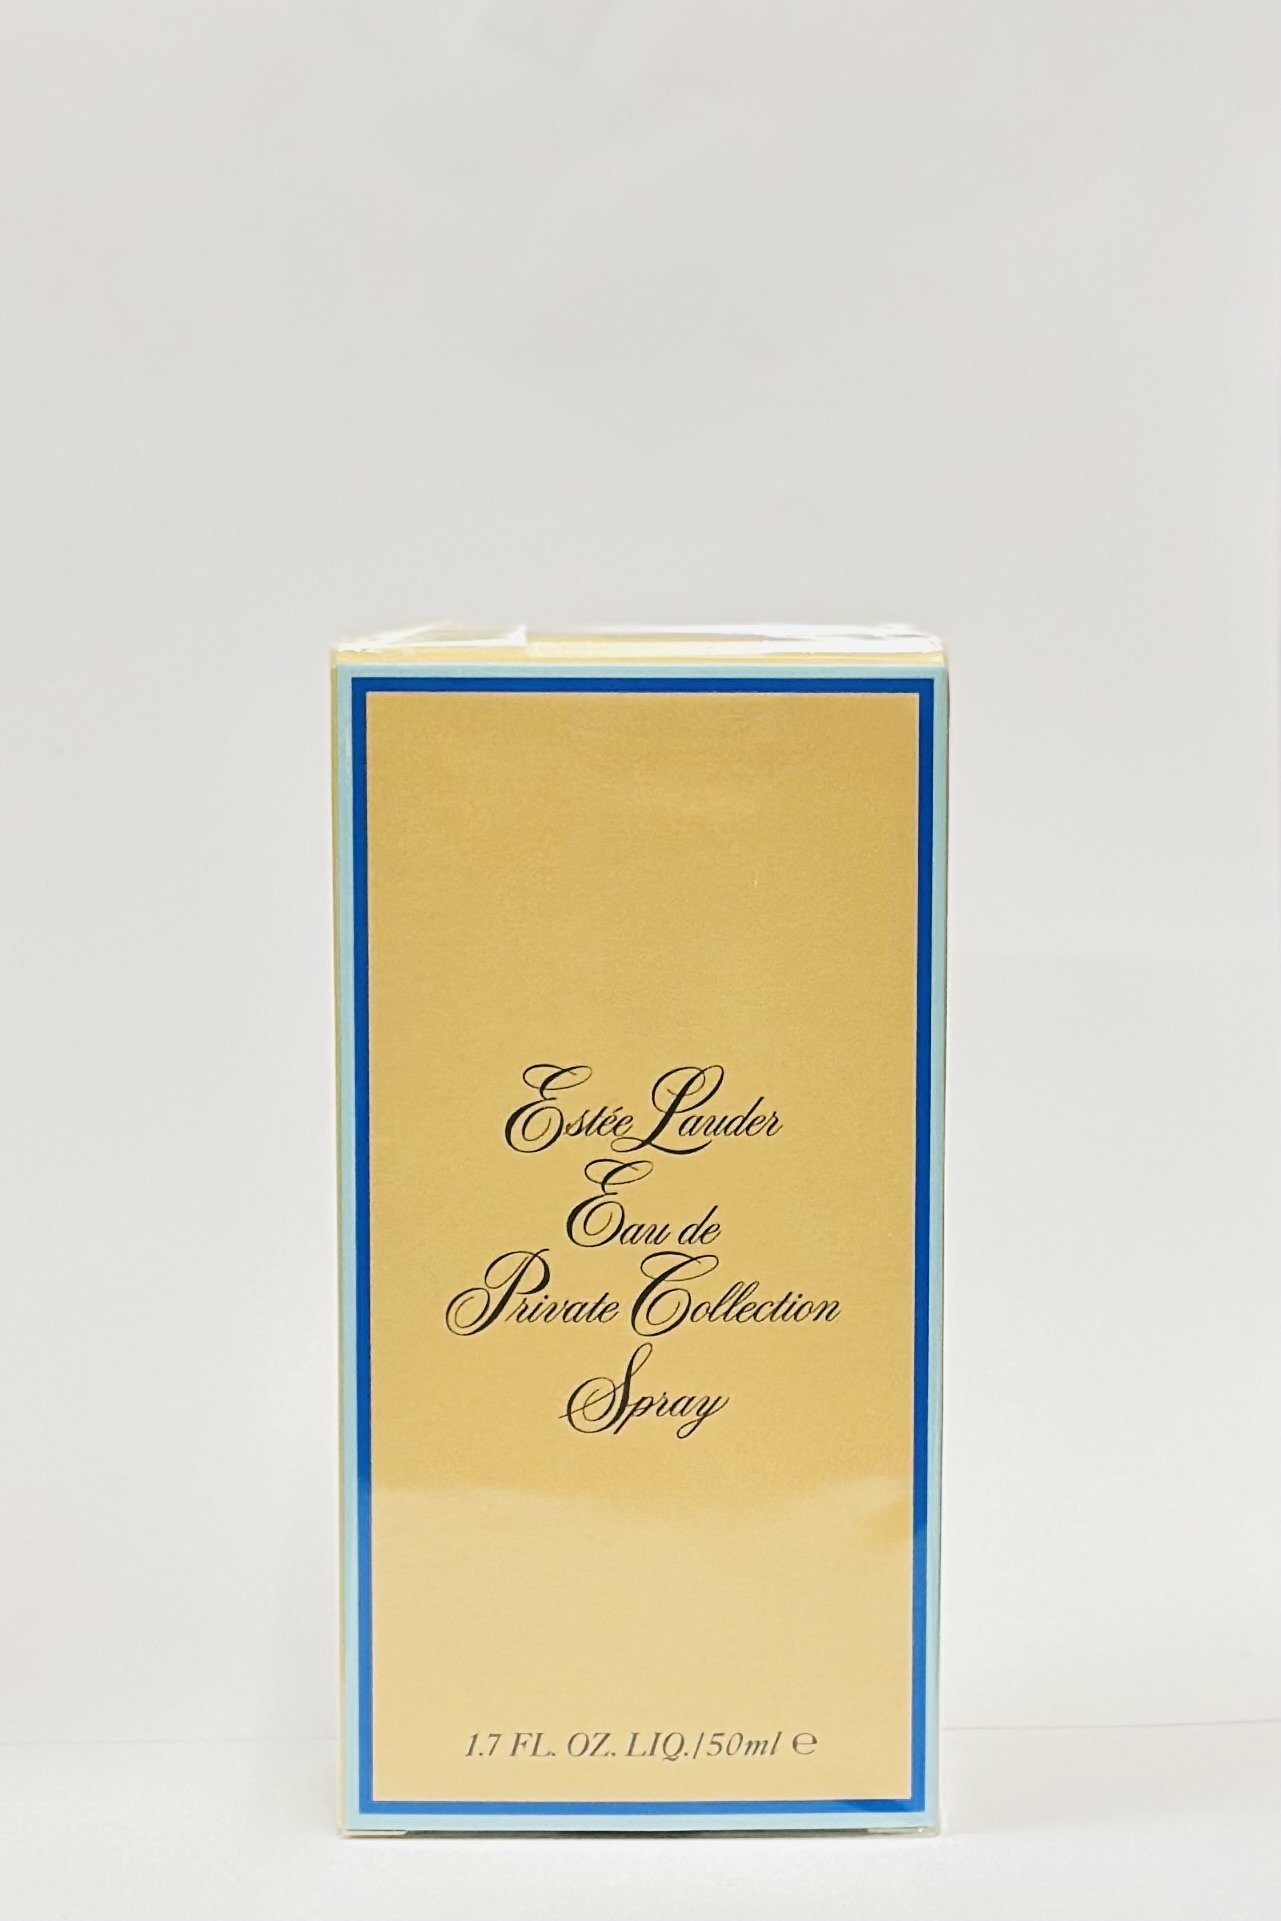 Estée Lauder
Eau de
Private Collection
Spray
1.7 FL. OZ. LIQ./50ml ℮